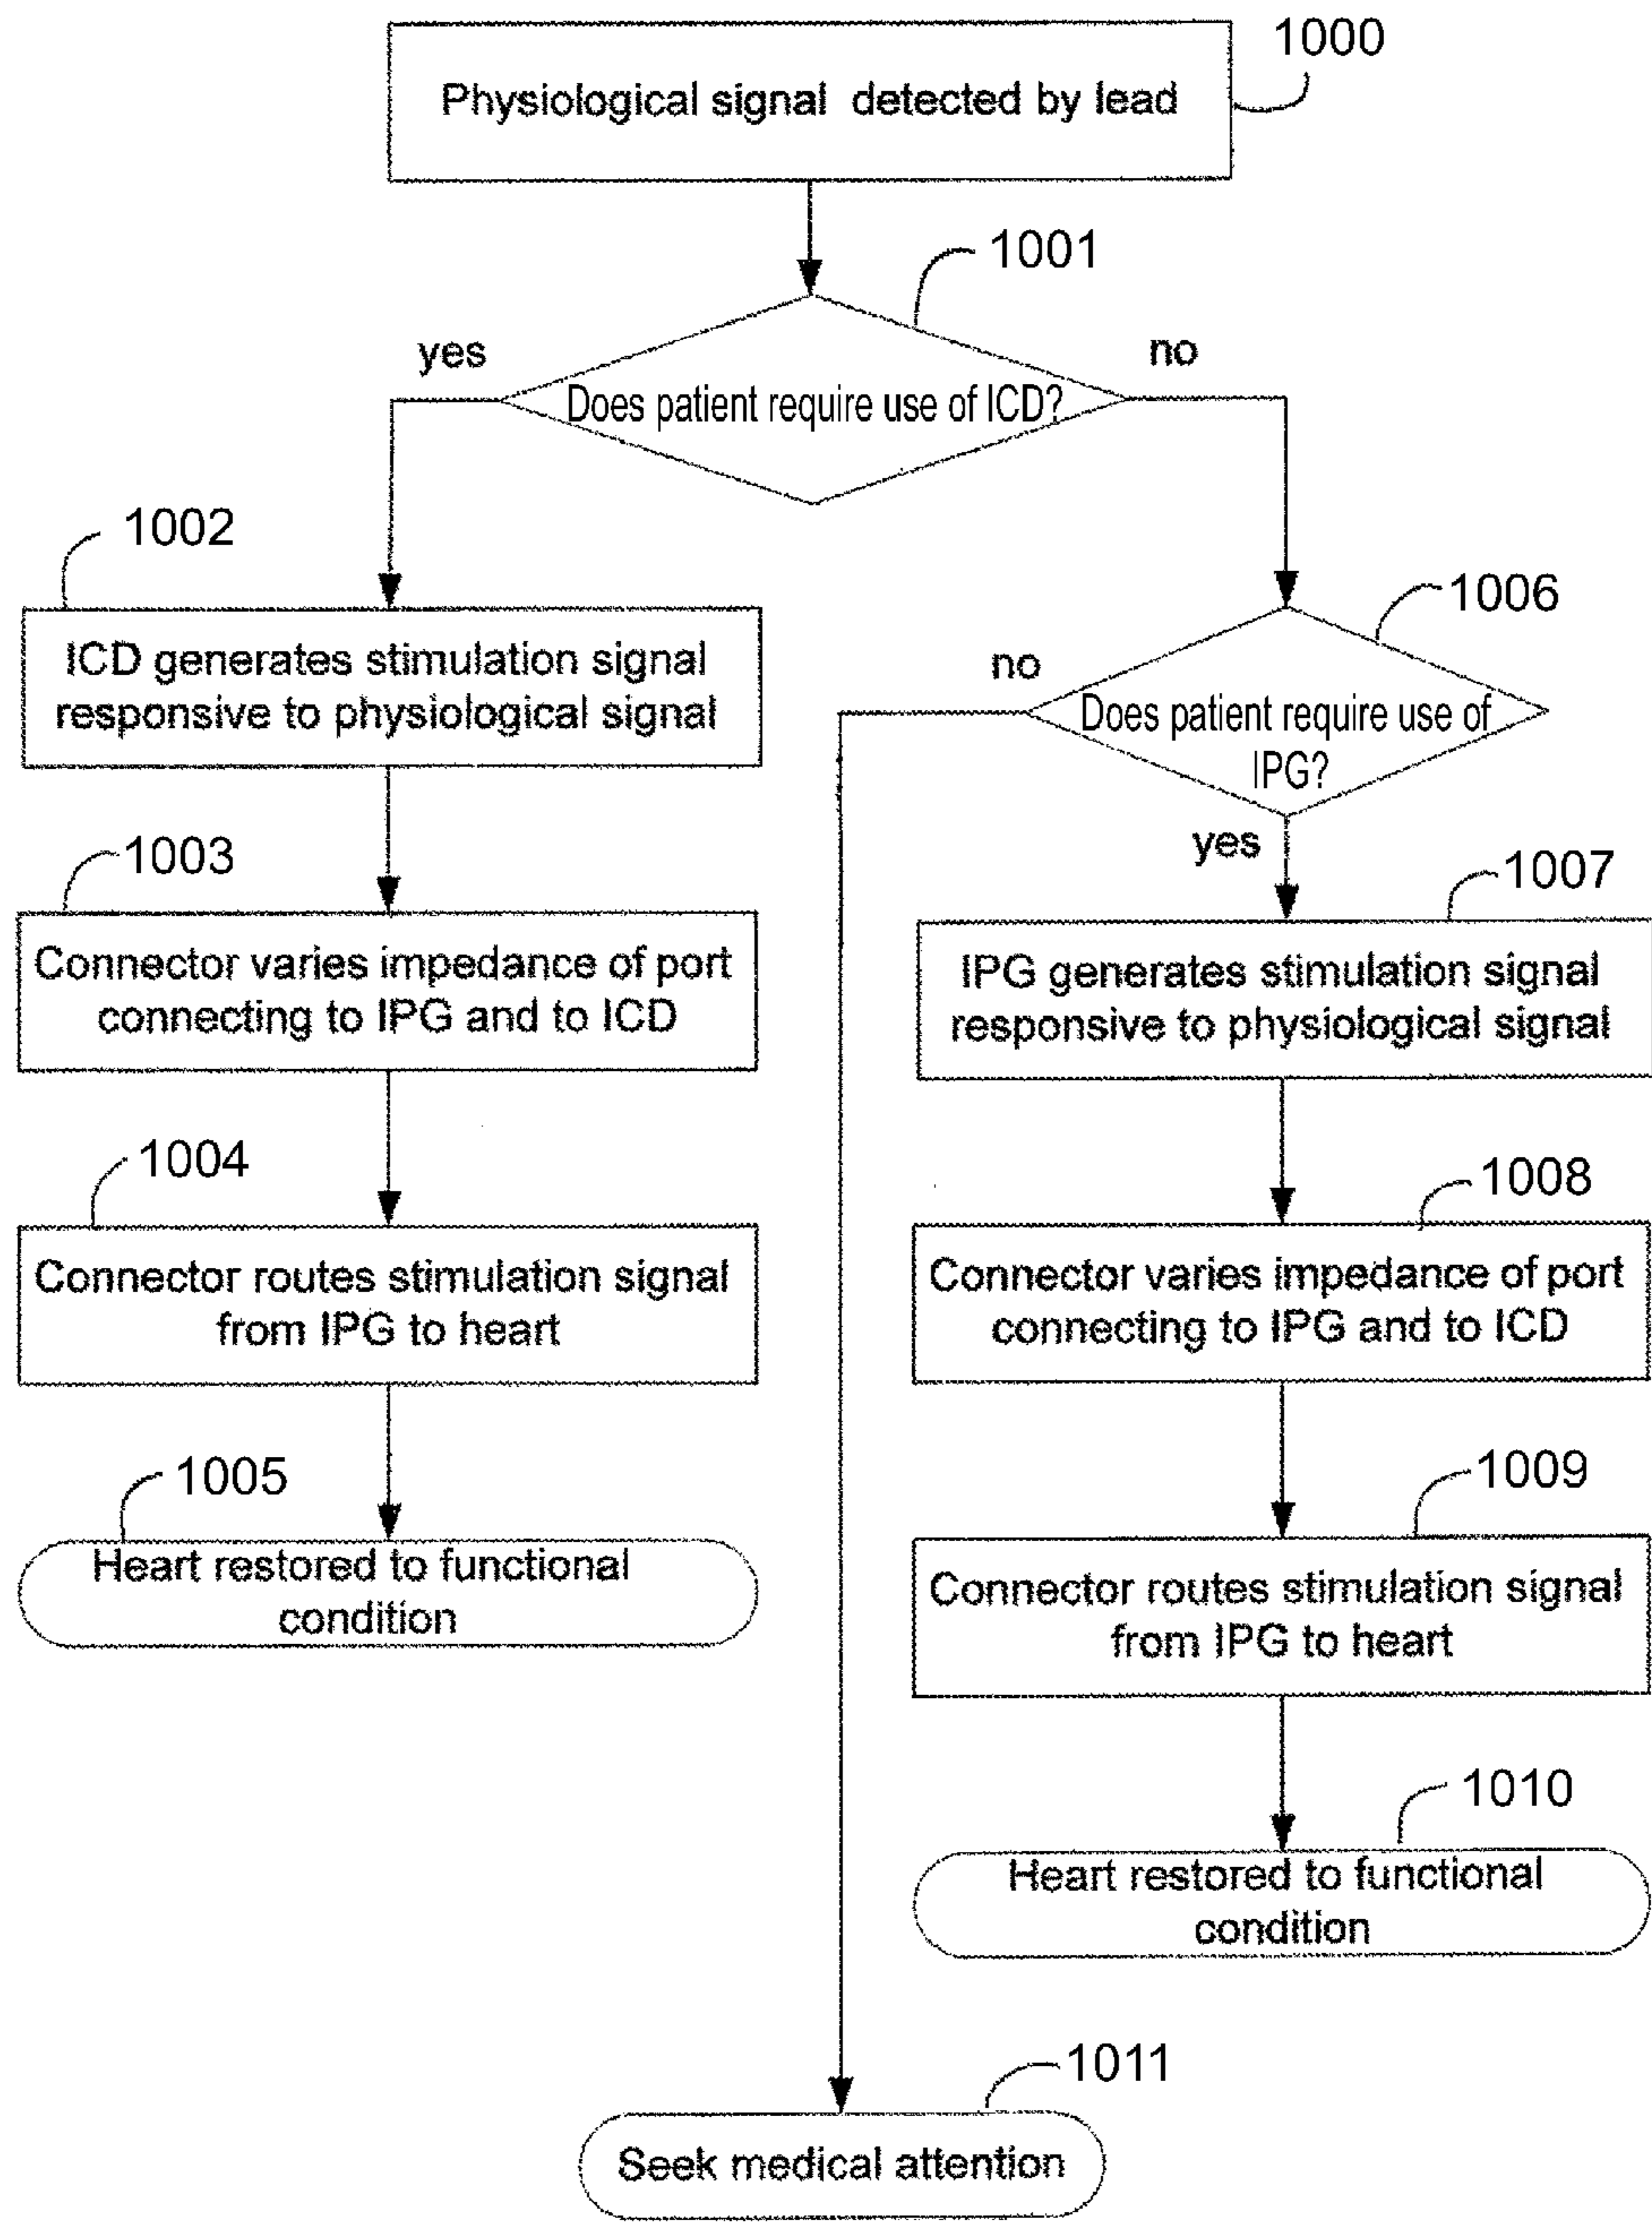 1000
Physiological signal detected by lead
1001
yes
no
Does patient require use of ICD?
1002
ICD generates stimulation signal
responsive to physiological signal
1003
Connector varies impedance of port
connecting to IPG and to ICD
1004
Connector routes stimulation signal
from IPG to heart
1005
Heart restored to functional
condition
1006
no
Does patient require use of
IPG?
yes
1007
IPG generates stimulation signal
responsive to physiological signal
1008
Connector varies impedance of port
connecting to IPG and to ICD
1009
Connector routes stimulation signal
from IPG to heart
1010
Heart restored to functional
condition
1011
Seek medical attention